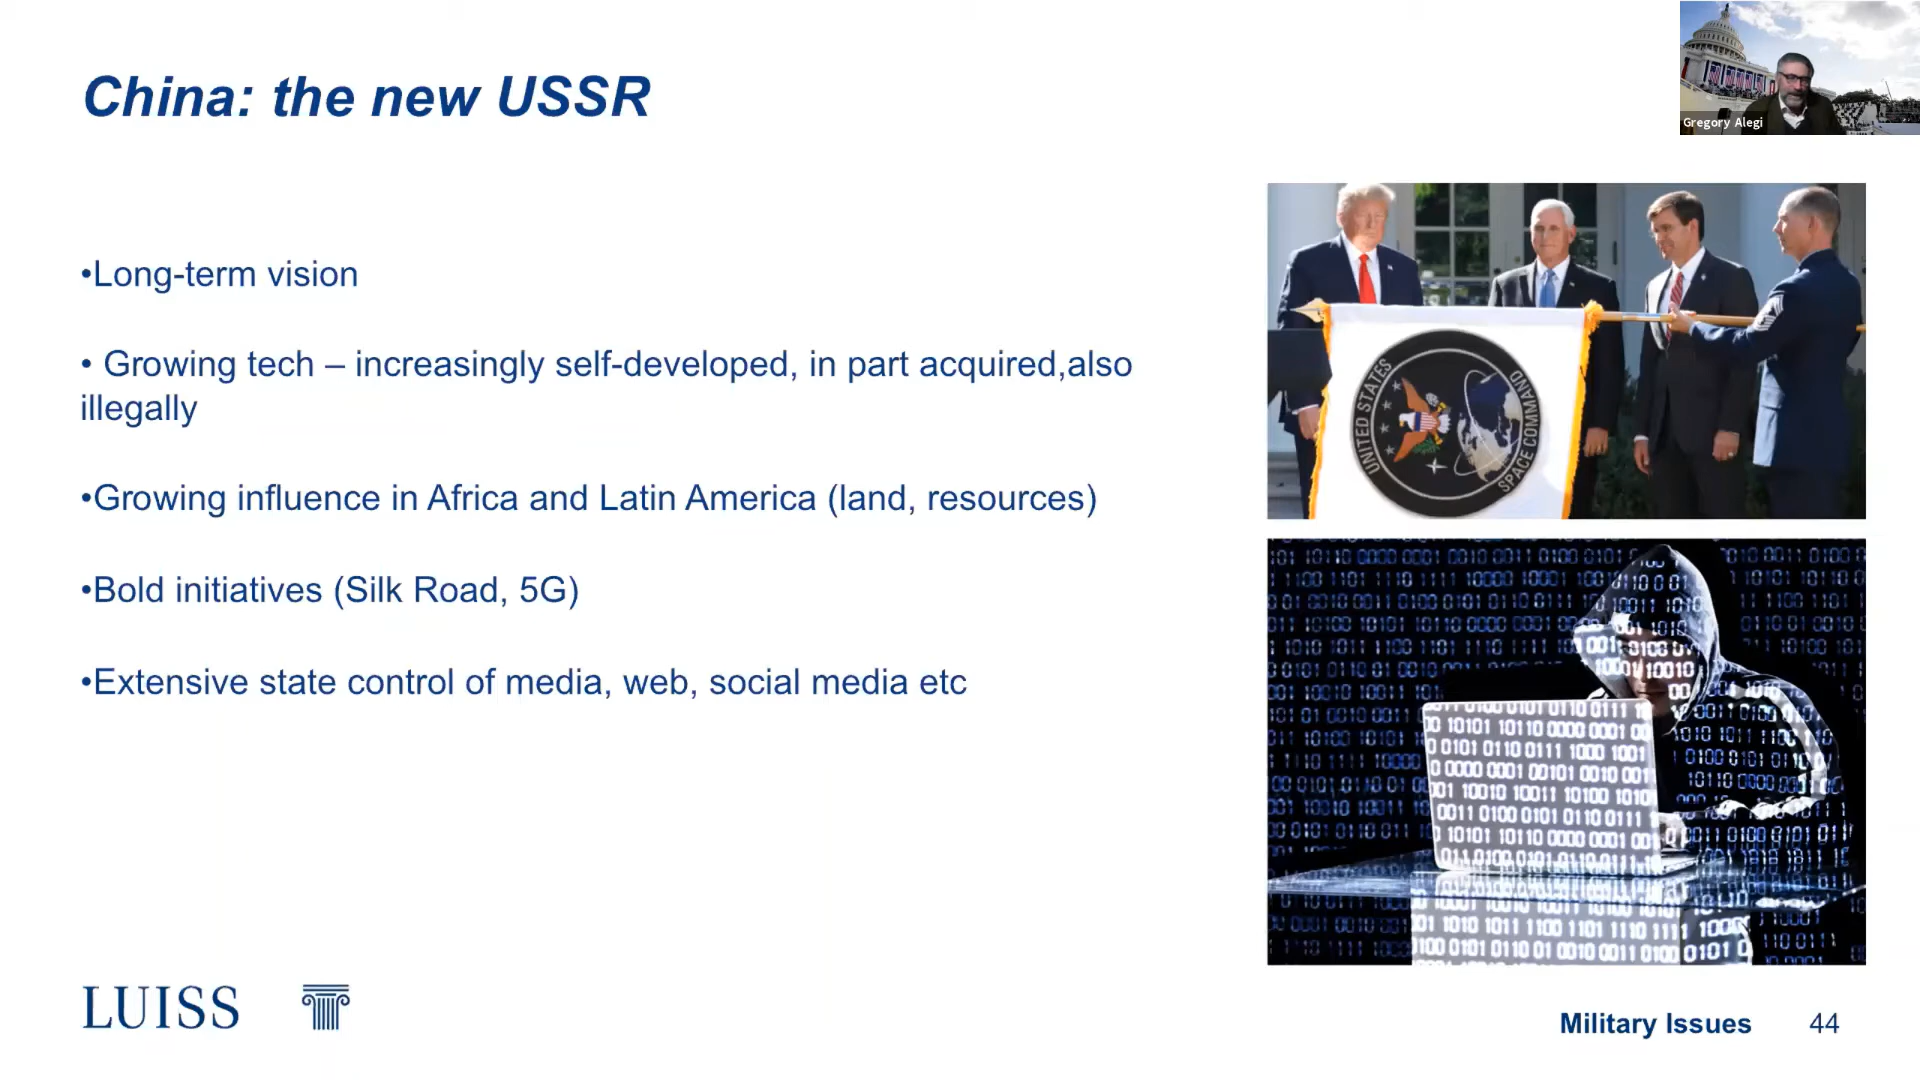 China: the new USSR
Gregory Alegi
•Long-term vision
• Growing tech – increasingly self-developed, in part acquired,also
illegally
•Growing influence in Africa and Latin America (land, resources)
•Bold initiatives (Silk Road, 5G)
•Extensive state control of media, web, social media etc
UNITED STATES
SPACE COMMAND
LUISS
Military Issues 44